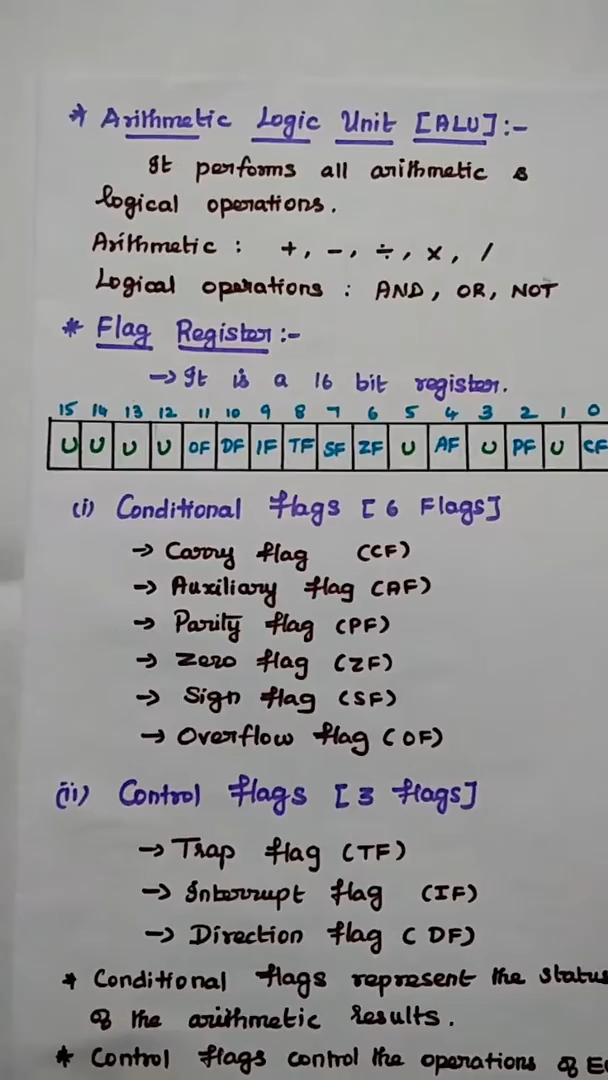 * Arithmetic Logic Unit [ALU]:-
It performs all arithmetic &
logical operations.
Arithmetic : +, -, ÷, ×, /
Logical operations : AND, OR, NOT
* Flag Register:-
→ It is a 16 bit register.
15 14 13 12 11 10 9 8 7 6 5 4 3 2 1 0
U U U U OF DF IF TF SF ZF U AF U PF U CF
(i) Conditional flags [6 Flags]
→ Carry flag (CF)
→ Auxiliary flag (AF)
→ Parity flag (PF)
→ Zero flag (ZF)
→ Sign flag (SF)
→ Overflow flag (OF)
(ii) Control flags [3 flags]
→ Trap flag (TF)
→ Interrupt flag (IF)
→ Direction flag (DF)
* Conditional flags represent the status
of the arithmetic results.
* Control flags control the operations of